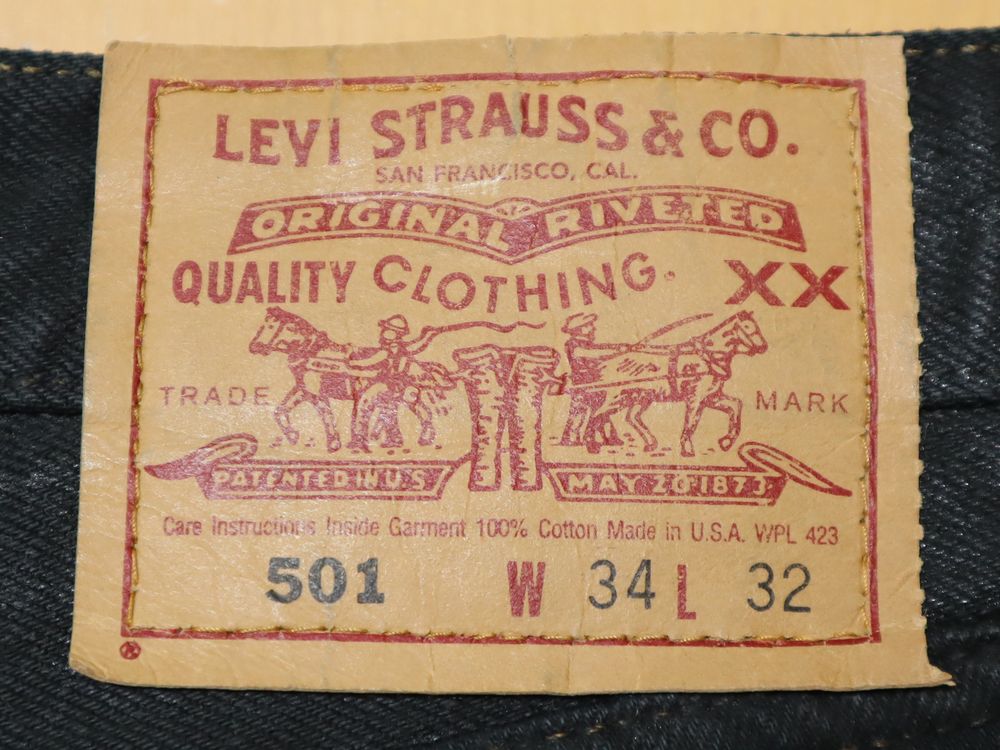 LEVI STRAUSS & CO.
SAN FRANCISCO, CAL.
ORIGINAL RIVETED
QUALITY CLOTHING. XX
TRADE MARK
PATENTED IN U.S. MAY 20 1873
Care Instructions Inside Garment 100% Cotton Made in U.S.A. WPL 423
501 W 34 L 32
®